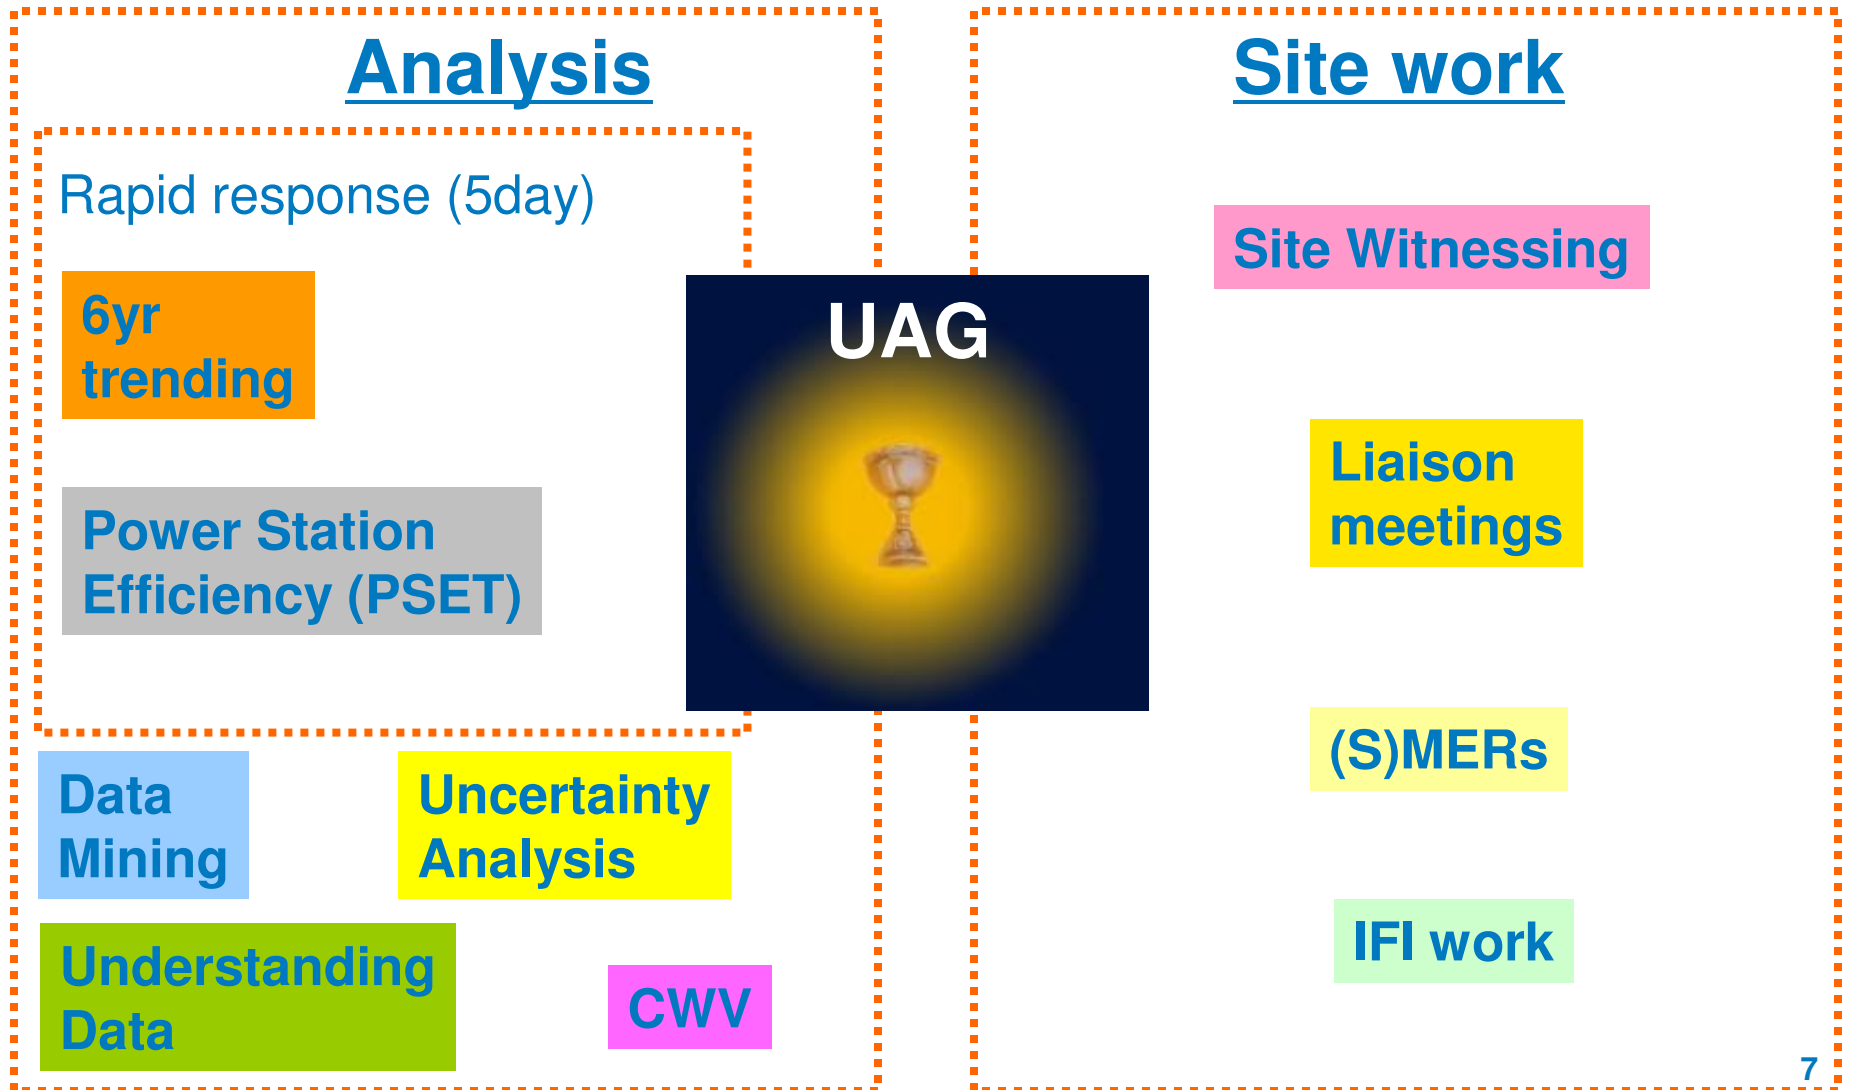 Analysis
Rapid response (5day)
6yr
trending
Power Station
Efficiency (PSET)
Data
Mining
Uncertainty
Analysis
Understanding
Data
CWV
UAG
Site work
Site Witnessing
Liaison
meetings
(S)MERs
IFI work
7